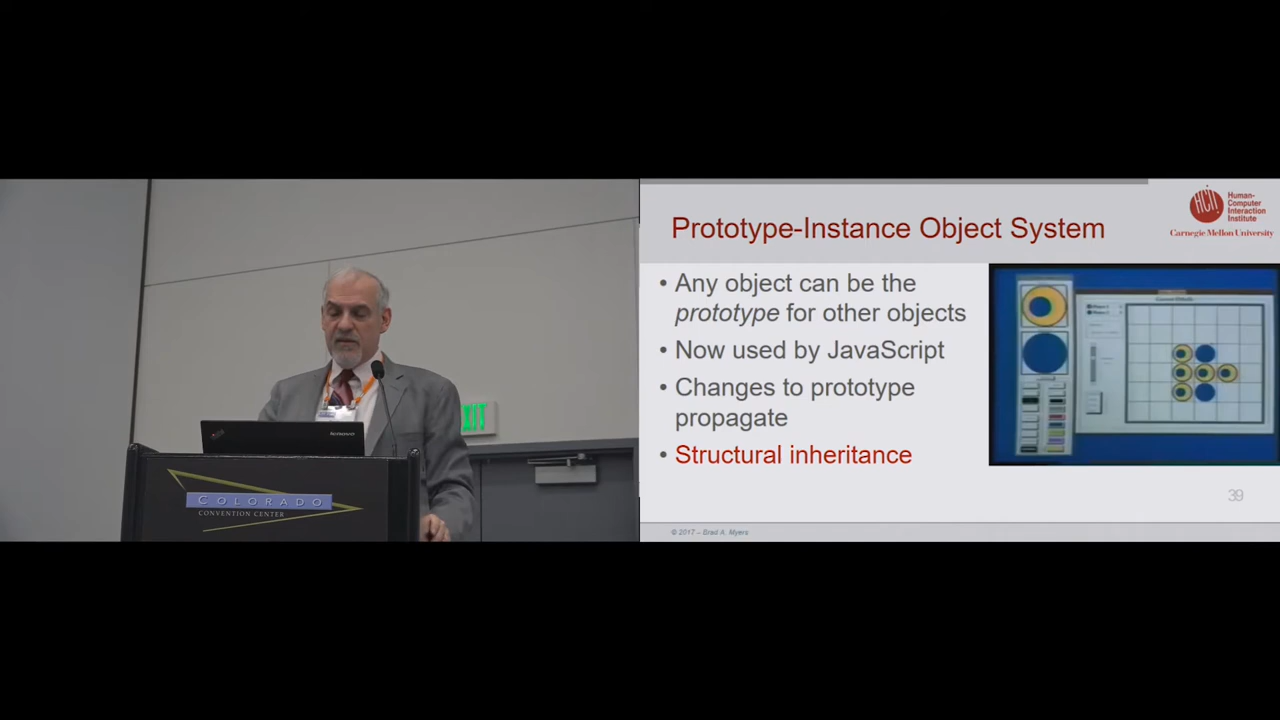 EXIT
lenovo
COLORADO
CONVENTION CENTER
Prototype-Instance Object System
HCII
Human-
Computer
Interaction
Institute
Carnegie Mellon University
• Any object can be the
prototype for other objects
• Now used by JavaScript
• Changes to prototype
propagate
• Structural inheritance
39
© 2017 – Brad A. Myers